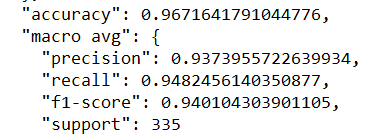 "accuracy": 0.9671641791044776,
"macro avg": {
"precision": 0.9373955722639934,
"recall": 0.9482456140350877,
"f1-score": 0.940104303901105,
"support": 335